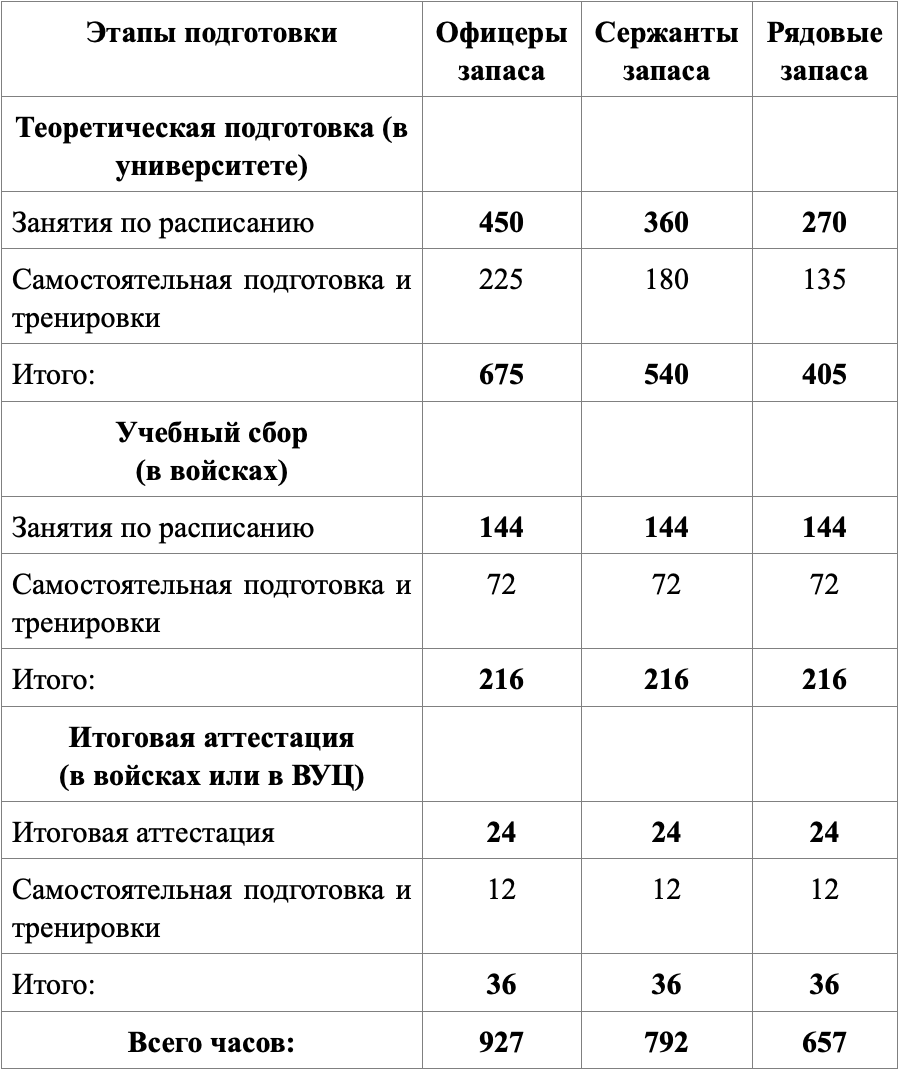 Этапы подготовки Офицеры запаса Сержанты запаса Рядовые запаса
Теоретическая подготовка (в
университете)
Занятия по расписанию 450 360 270
Самостоятельная подготовка и 225 180 135
тренировки
Итого: 675 540 405
Учебный сбор
(в войсках)
Занятия по расписанию 144 144 144
Самостоятельная подготовка и 72 72 72
тренировки
Итого: 216 216 216
Итоговая аттестация
(в войсках или в ВУЦ)
Итоговая аттестация 24 24 24
Самостоятельная подготовка и 12 12 12
тренировки
Итого: 36 36 36
Всего часов: 927 792 657